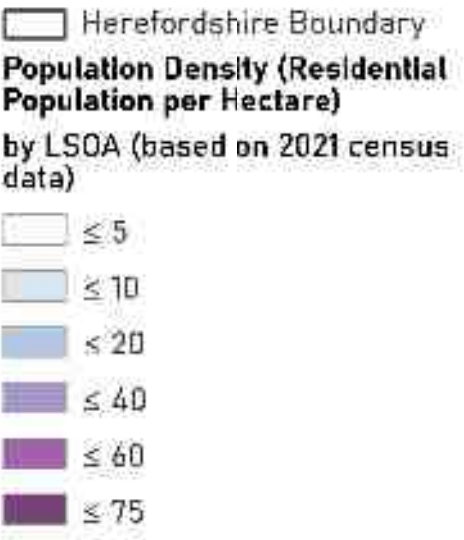 Herefordshire Boundary
Population Density (Residential
Population per Hectare)
by LSOA (based on 2021 census
data)
≤ 5
≤ 10
≤ 20
≤ 40
≤ 60
≤ 75